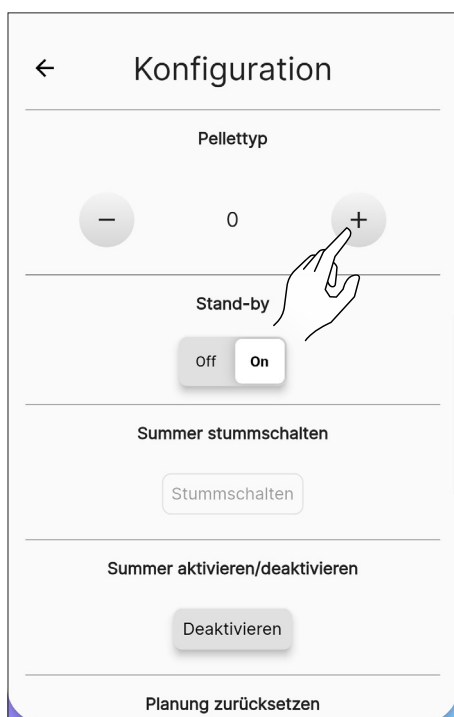 Konfiguration
Pellettyp
− 0 +
Stand-by
Off On
Summer stummschalten
Stummschalten
Summer aktivieren/deaktivieren
Deaktivieren
Planung zurücksetzen